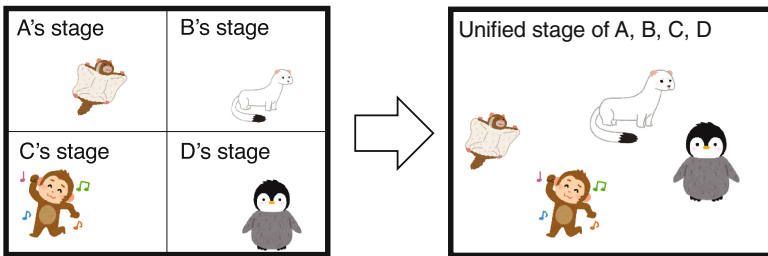 A's stage
B's stage
C's stage
D's stage
Unified stage of A, B, C, D